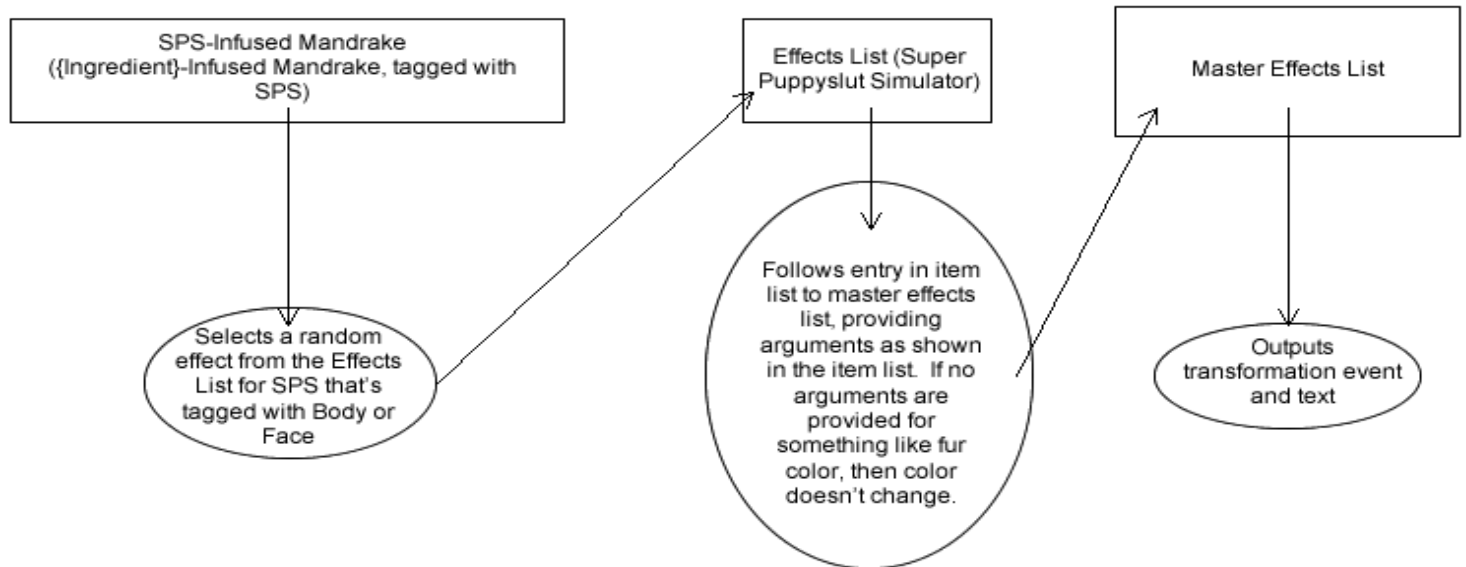 SPS-Infused Mandrake
({Ingredient}-Infused Mandrake, tagged with
SPS)
Selects a random
effect from the Effects
List for SPS that's
tagged with Body or
Face
Effects List (Super
Puppyslut Simulator)
Follows entry in item
list to master effects
list, providing
arguments as shown
in the item list.  If no
arguments are
provided for
something like fur
color, then color
doesn't change.
Master Effects List
Outputs
transformation event
and text